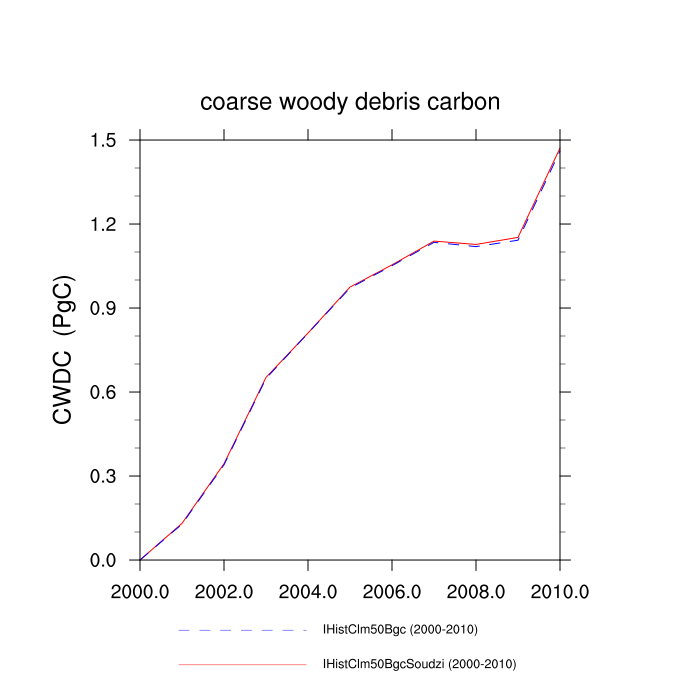 coarse woody debris carbon
CWDC (PgC)
1.5
1.2
0.9
0.6
0.3
0.0
2000.0 2002.0 2004.0 2006.0 2008.0 2010.0
IHistClm50Bgc (2000-2010)
IHistClm50BgcSoudzi (2000-2010)